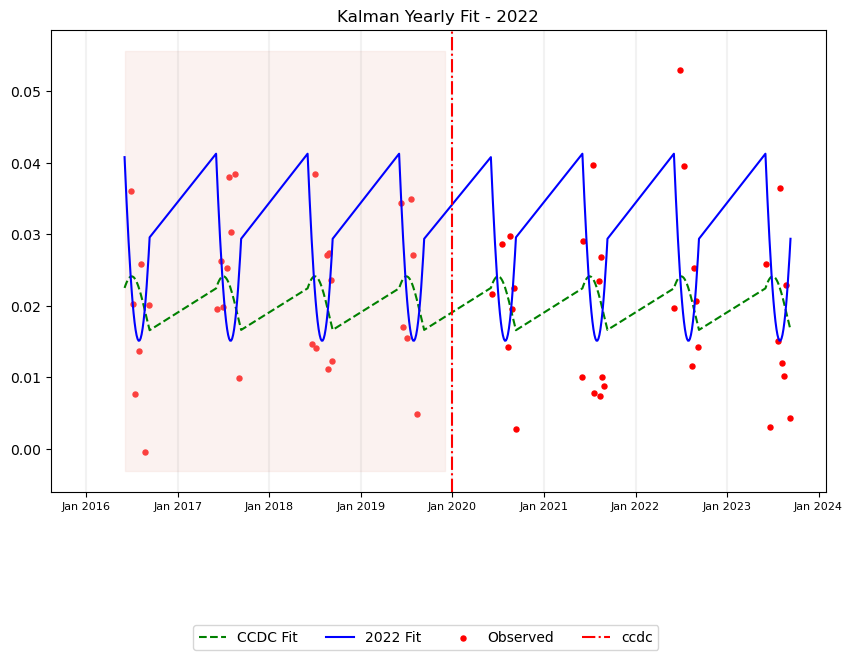 Kalman Yearly Fit - 2022
0.05
0.04
0.03
0.02
0.01
0.00
Jan 2016 Jan 2017 Jan 2018 Jan 2019 Jan 2020 Jan 2021 Jan 2022 Jan 2023 Jan 2024
CCDC Fit 2022 Fit Observed ccdc